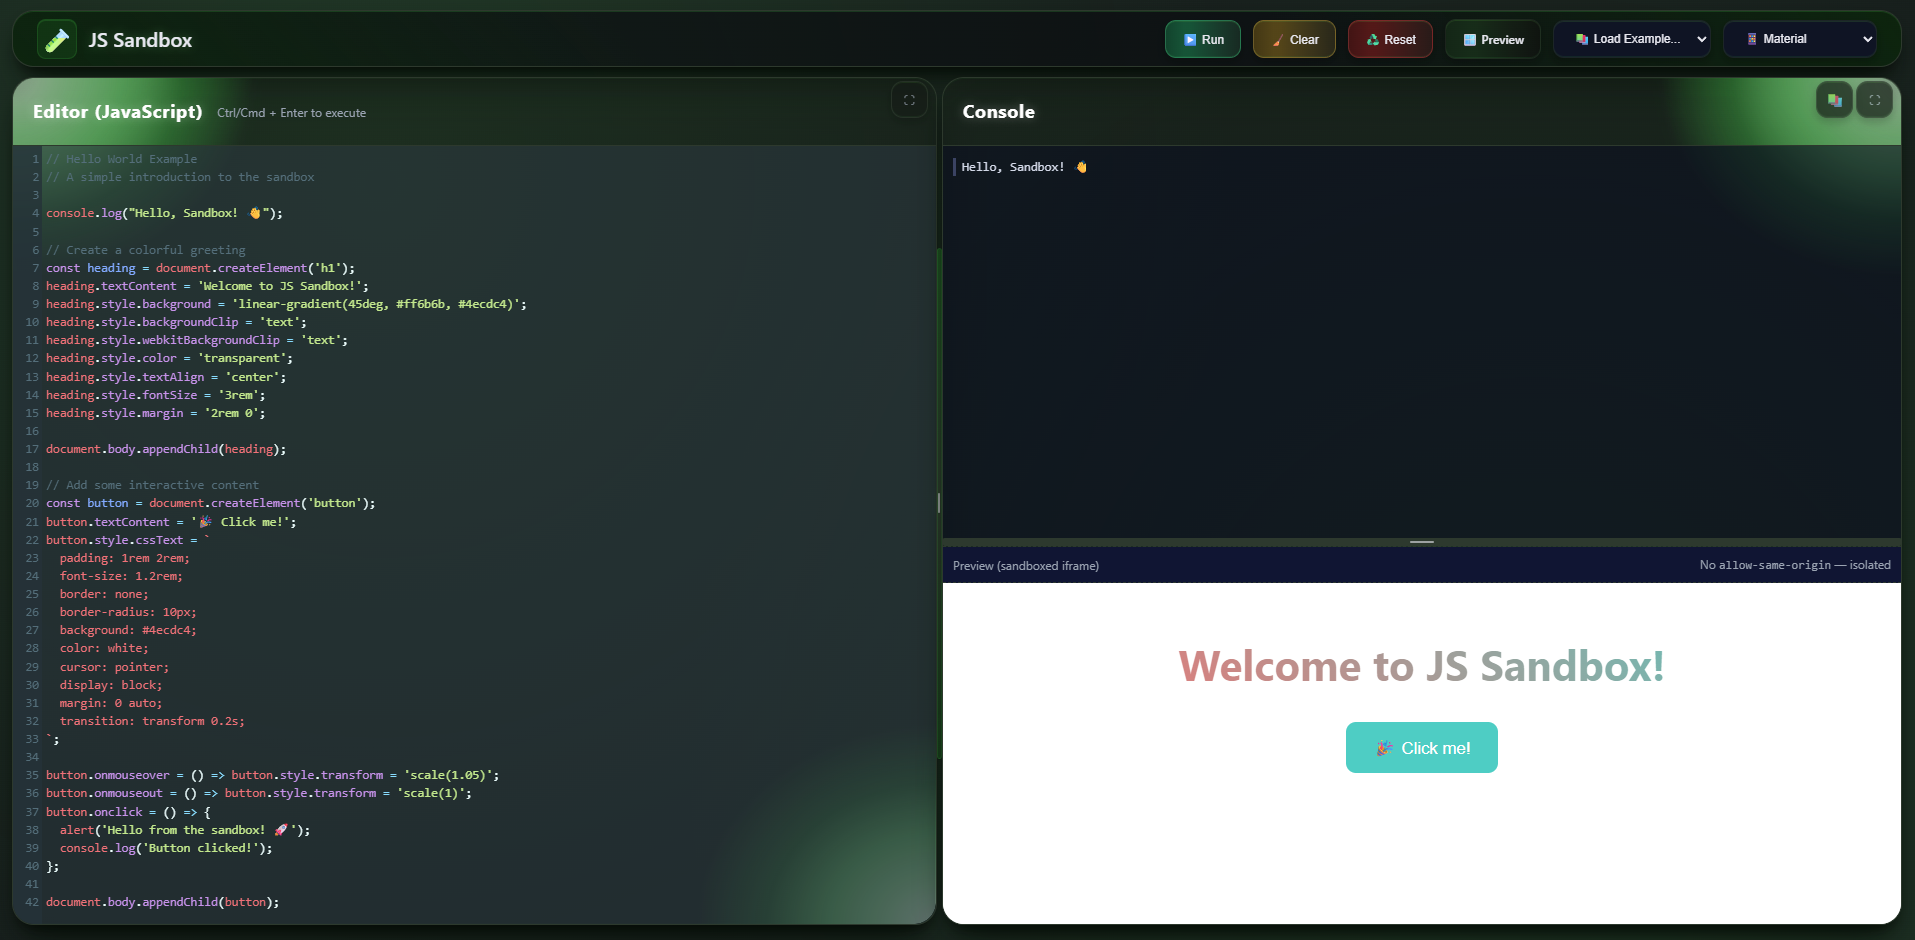 JS Sandbox
Run
Clear
Reset
Preview
Load Example...
Material
Editor (JavaScript) Ctrl/Cmd + Enter to execute
1 // Hello World Example
2 // A simple introduction to the sandbox
3
4 console.log("Hello, Sandbox! 👋");
5
6 // Create a colorful greeting
7 const heading = document.createElement('h1');
8 heading.textContent = 'Welcome to JS Sandbox!';
9 heading.style.background = 'linear-gradient(45deg, #ff6b6b, #4ecdc4)';
10 heading.style.backgroundClip = 'text';
11 heading.style.webkitBackgroundClip = 'text';
12 heading.style.color = 'transparent';
13 heading.style.textAlign = 'center';
14 heading.style.fontSize = '3rem';
15 heading.style.margin = '2rem 0';
16
17 document.body.appendChild(heading);
18
19 // Add some interactive content
20 const button = document.createElement('button');
21 button.textContent = '🎉 Click me!';
22 button.style.cssText = `
23   padding: 1rem 2rem;
24   font-size: 1.2rem;
25   border: none;
26   border-radius: 10px;
27   background: #4ecdc4;
28   color: white;
29   cursor: pointer;
30   display: block;
31   margin: 0 auto;
32   transition: transform 0.2s;
33 `;
34
35 button.onmouseover = () => button.style.transform = 'scale(1.05)';
36 button.onmouseout = () => button.style.transform = 'scale(1)';
37 button.onclick = () => {
38   alert('Hello from the sandbox! 🚀');
39   console.log('Button clicked!');
40 };
41
42 document.body.appendChild(button);
Console
Hello, Sandbox! 👋
Preview (sandboxed iframe)
No allow-same-origin — isolated
Welcome to JS Sandbox!
🎉 Click me!